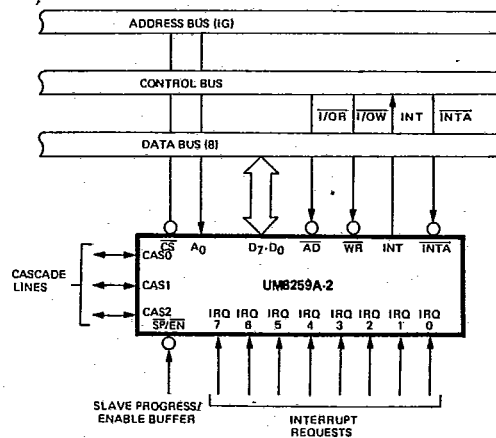 ADDRESS BUS (IG)
CONTROL BUS
I/OR I/OW INT INTA
DATA BUS (8)
CS A0 D7-D0 AD WR INT INTA
CAS0
CASCADE LINES
CAS1
UM8259A-2
CAS2
IRQ IRQ IRQ IRQ IRQ IRQ IRQ IRQ
SP/EN
7 6 5 4 3 2 1 0
SLAVE PROGRESS/
ENABLE BUFFER
INTERRUPT
REQUESTS